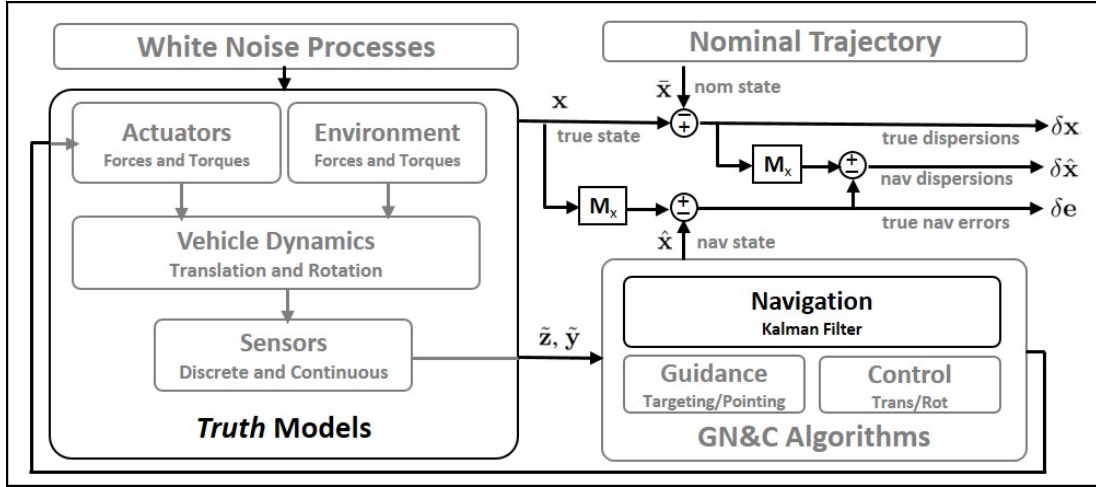 White Noise Processes
Nominal Trajectory
x̄
nom state
x
true state
−
+
δx
true dispersions
Actuators
Forces and Torques
Environment
Forces and Torques
Mₓ
+
−
δx̂
nav dispersions
Mₓ
+
−
δe
true nav errors
x̂
nav state
Vehicle Dynamics
Translation and Rotation
Navigation
Kalman Filter
Sensors
Discrete and Continuous
z̃, ỹ
Guidance
Targeting/Pointing
Control
Trans/Rot
Truth Models
GN&C Algorithms